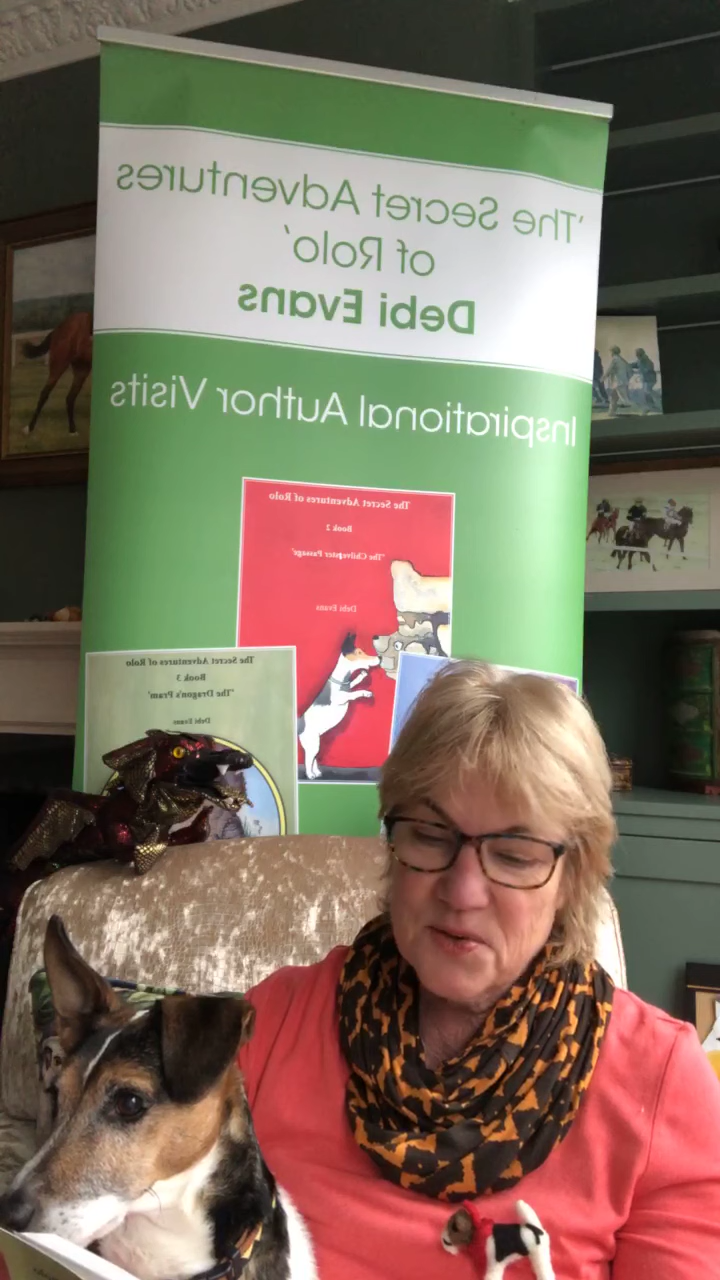 'The Secret Adventures
of Rolo'
Debi Evans
Inspirational Author Visits
The Secret Adventures of Rolo
Book 2
Debi Evans
The Secret Adventures of Rolo
Book 3
"The Dragon's Pram'
Debi Evans